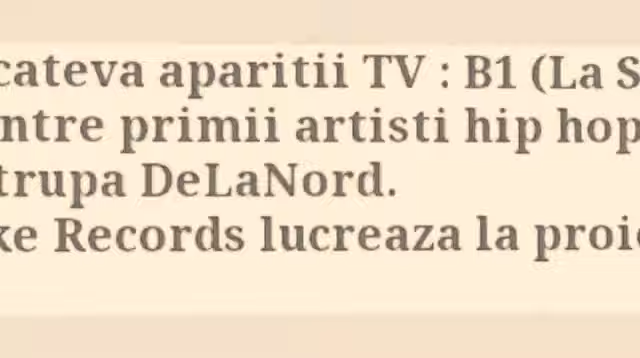 cateva aparitii TV : B1 (La S
ntre primii artisti hip hop
trupa DeLaNord.
ke Records lucreaza la proie